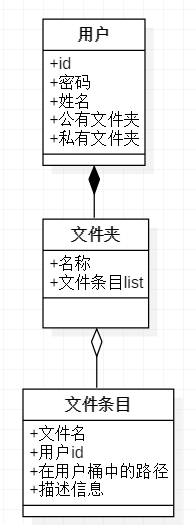 用户
+id
+密码
+姓名
+公有文件夹
+私有文件夹
文件夹
+名称
+文件条目list
文件条目
+文件名
+用户id
+在用户桶中的路径
+描述信息